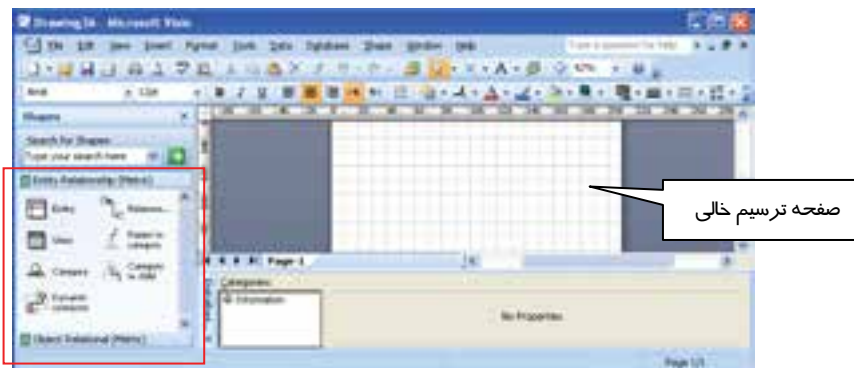 Drawing16 - Microsoft Visio
File Edit View Insert Format Tools Data Database Shape Window Help Type a question for help
Arial 12pt
Shapes
Search for Shapes:
Type your search here
Entity Relationship (Metric)
Entity
View
Parent to category
Category
Category to child
Dynamic connector
Object Relational (Metric)
Page-1
Categories:
Information
No Properties
Page 1/1
صفحه ترسیم خالی